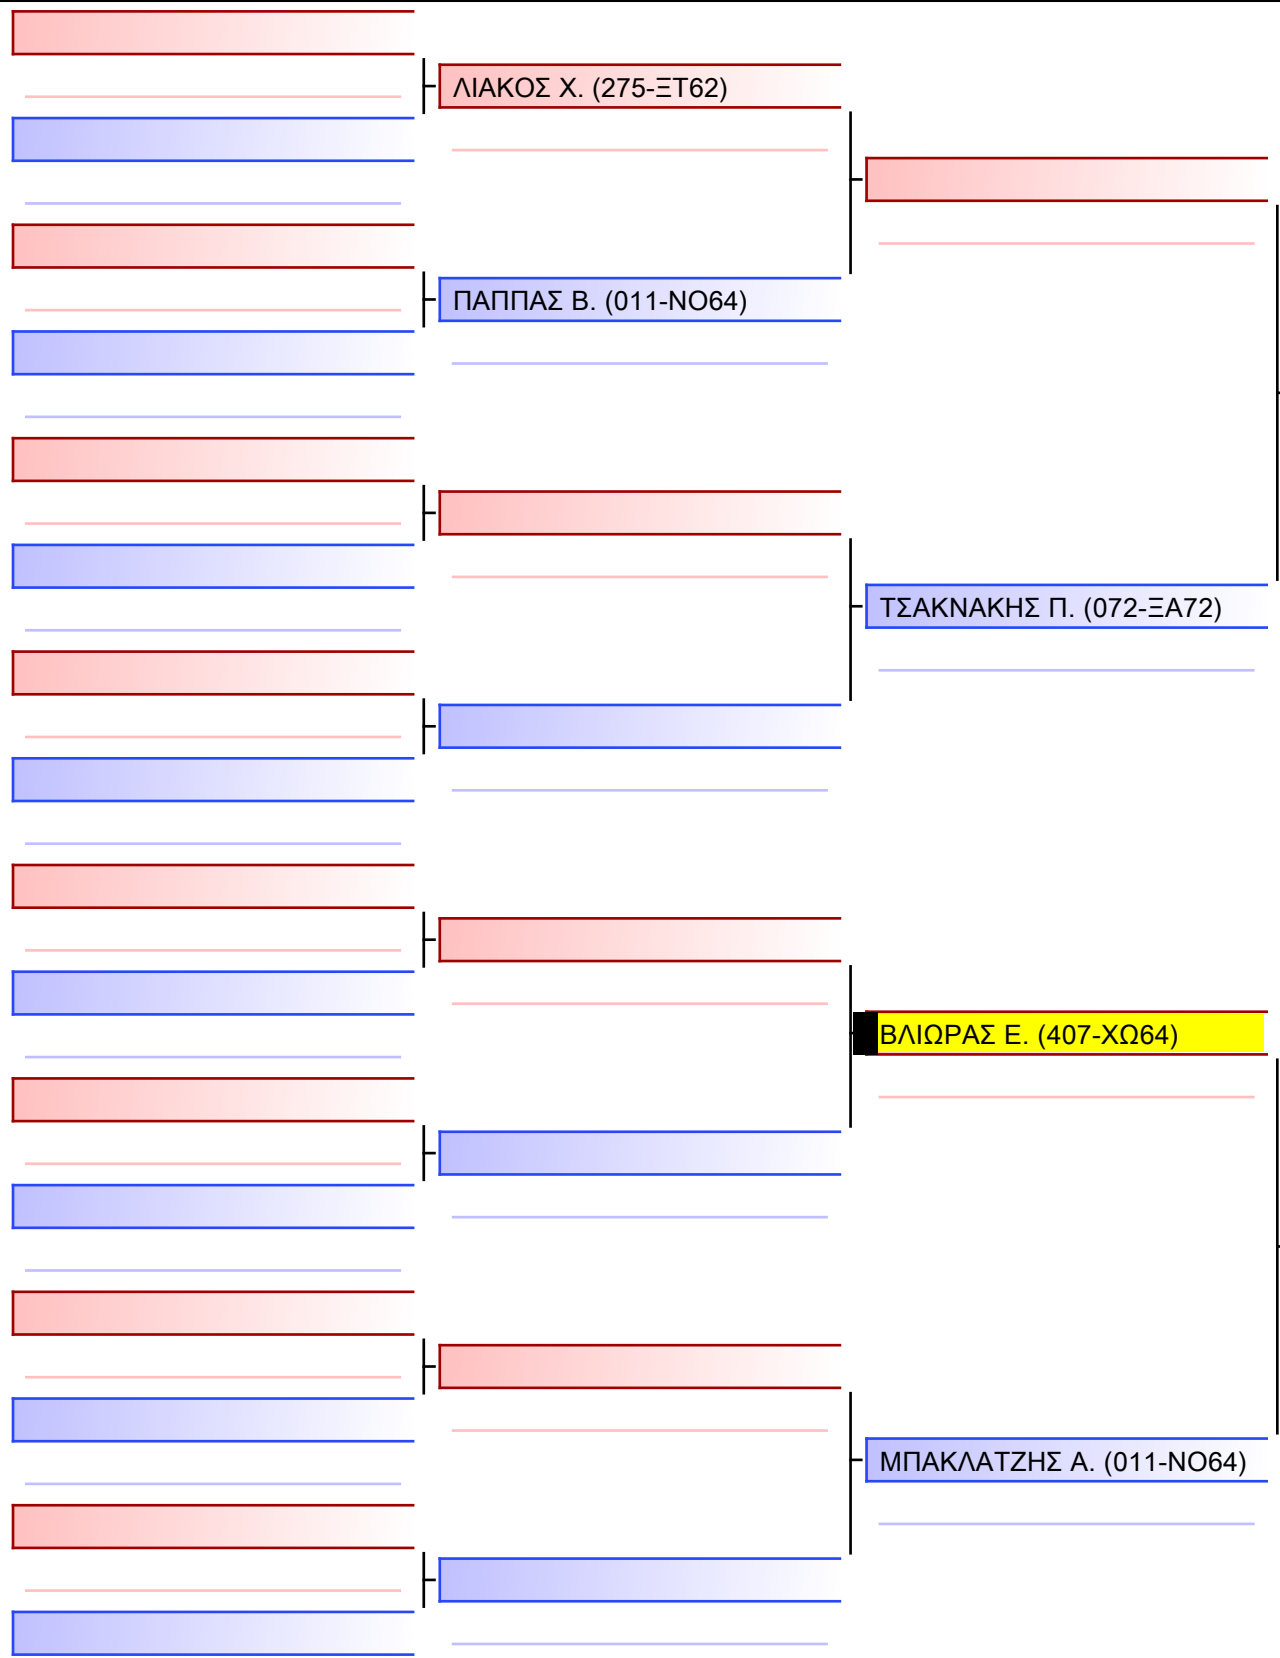 ΛΙΑΚΟΣ Χ. (275-ΞΤ62)
ΠΑΠΠΑΣ Β. (011-ΝΟ64)
ΤΣΑΚΝΑΚΗΣ Π. (072-ΞΑ72)
ΒΛΙΩΡΑΣ Ε. (407-ΧΩ64)
ΜΠΑΚΛΑΤΖΗΣ Α. (011-ΝΟ64)